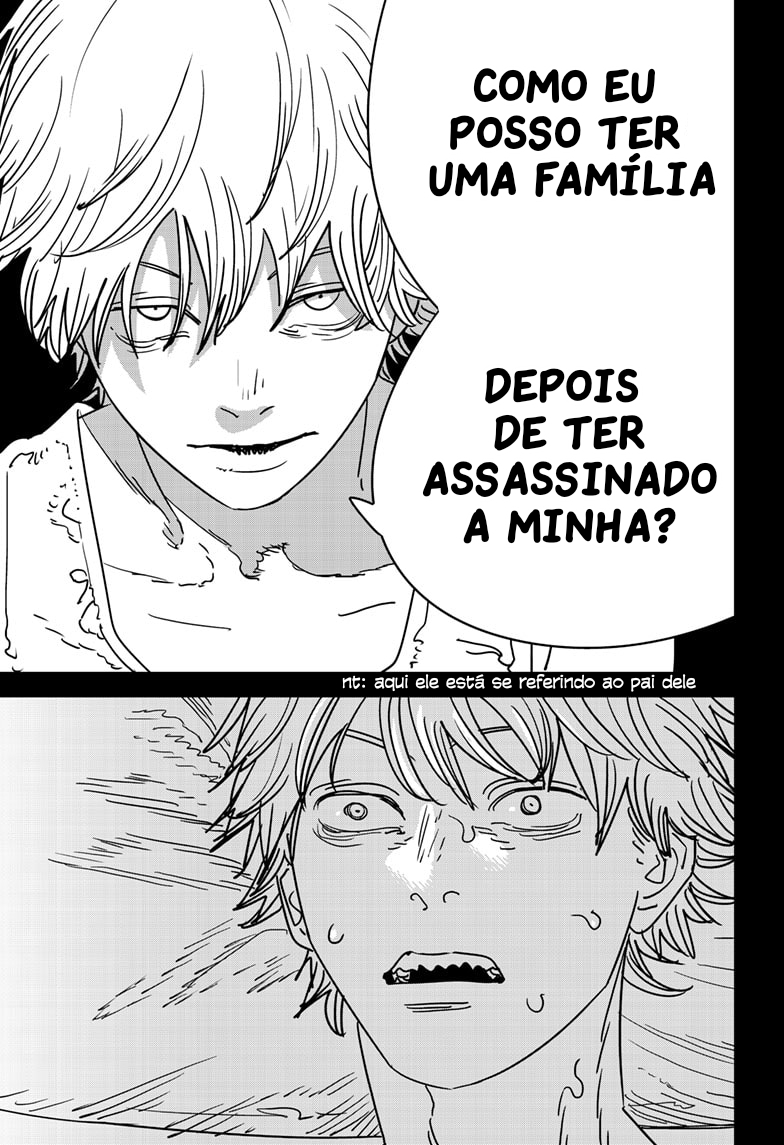 COMO EU
POSSO TER
UMA FAMÍLIA
DEPOIS
DE TER
ASSASSINADO
A MINHA?
nt: aqui ele está se referindo ao pai dele